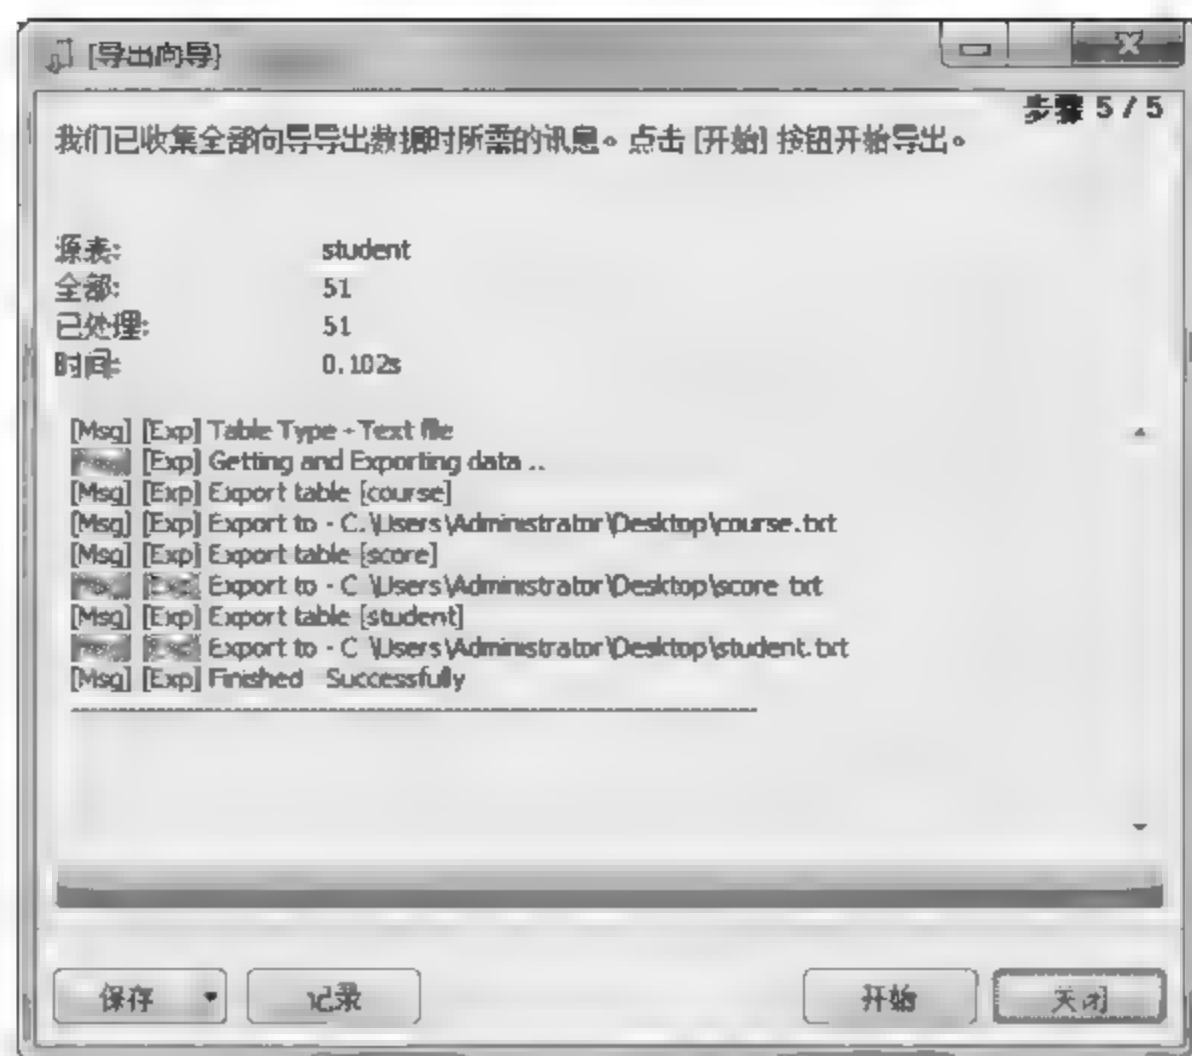 [导出向导]
步骤 5 / 5
我们已收集全部向导导出数据时所需的讯息。点击 [开始] 按钮开始导出。
源表: student
全部: 51
已处理: 51
时间: 0.102s
[Msg] [Exp] Table Type - Text file
[Exp] Getting and Exporting data ..
[Msg] [Exp] Export table [course]
[Msg] [Exp] Export to - C.\Users\Administrator\Desktop\course.txt
[Msg] [Exp] Export table [score]
Export to - C \Users\Administrator\Desktop\score txt
[Msg] [Exp] Export table [student]
Export to - C \Users\Administrator\Desktop\student.txt
[Msg] [Exp] Finished Successfully
保存 记录 开始 关闭